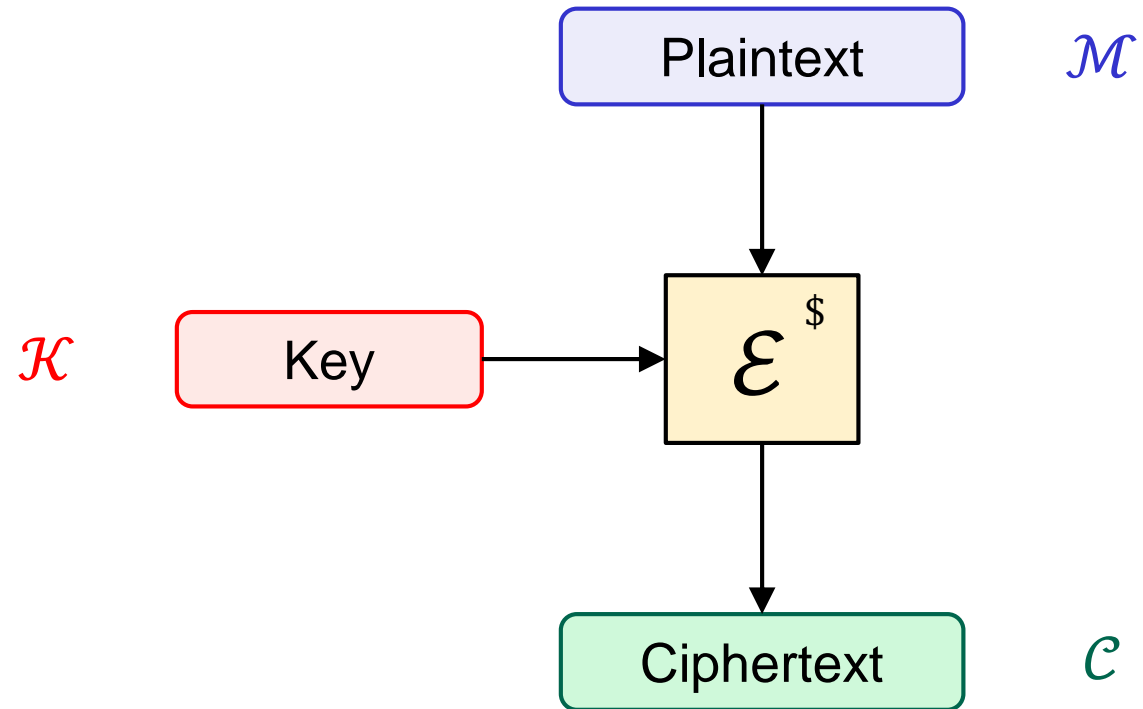 Plaintext ℳ
$
𝒦 Key ℰ
Ciphertext 𝒞